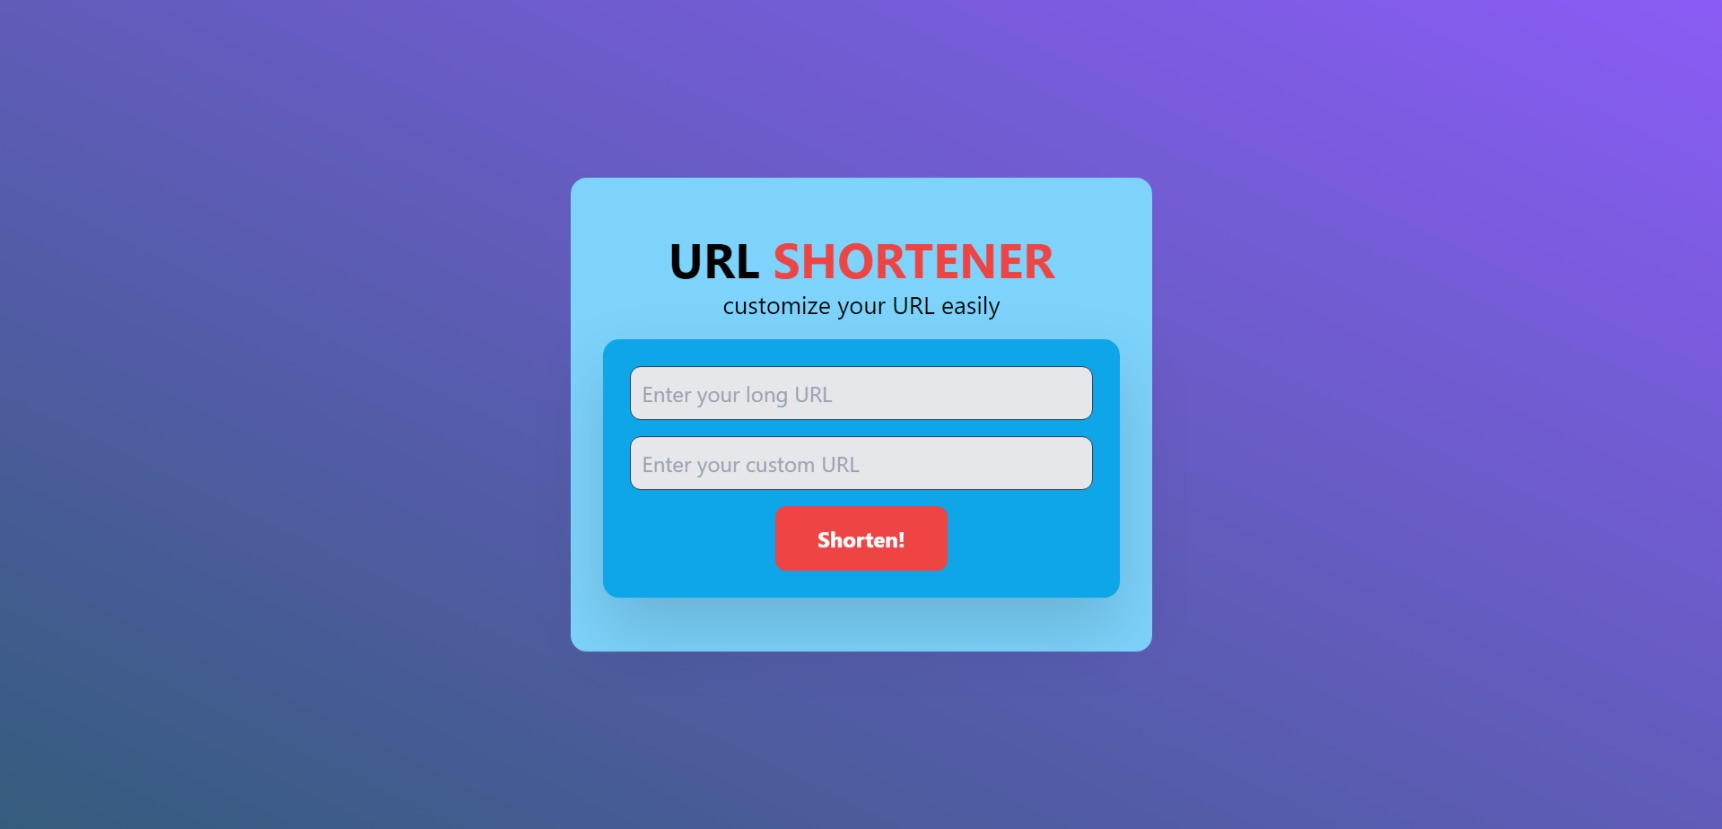 URL SHORTENER
customize your URL easily
Enter your long URL
Enter your custom URL
Shorten!